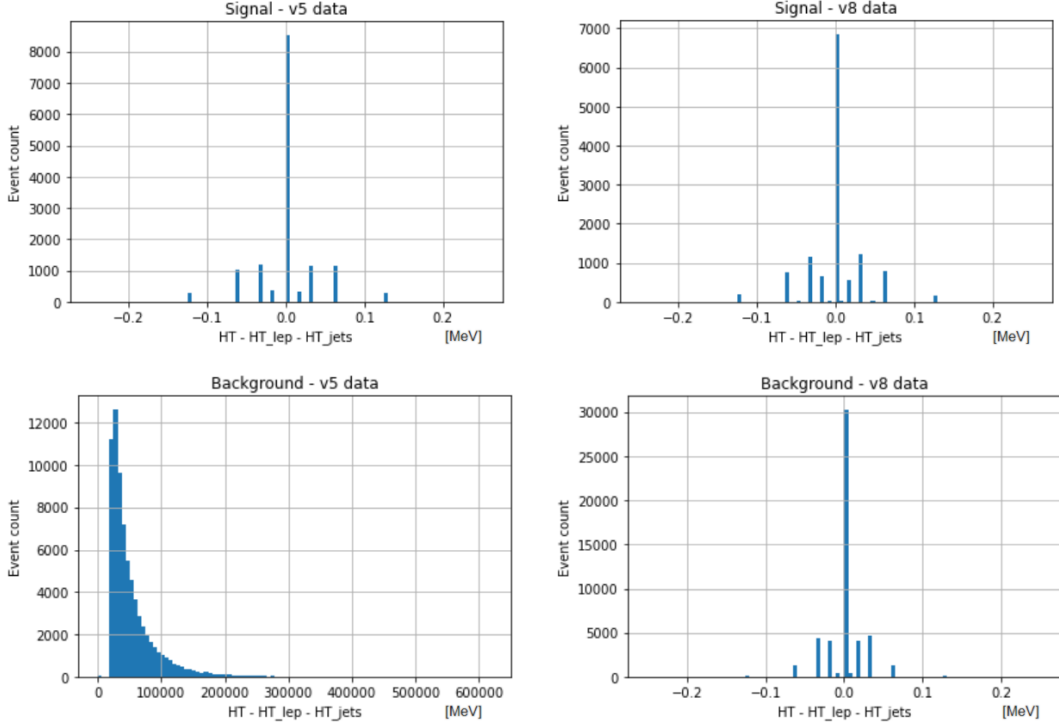 Signal - v5 data
8000
7000
6000
5000
4000
3000
2000
1000
0
Event count
−0.2 −0.1 0.0 0.1 0.2
HT - HT_lep - HT_jets [MeV]
Signal - v8 data
7000
6000
5000
4000
3000
2000
1000
0
Event count
−0.2 −0.1 0.0 0.1 0.2
HT - HT_lep - HT_jets [MeV]
Background - v5 data
12000
10000
8000
6000
4000
2000
0
Event count
0 100000 200000 300000 400000 500000 600000
HT - HT_lep - HT_jets [MeV]
Background - v8 data
30000
25000
20000
15000
10000
5000
0
Event count
−0.2 −0.1 0.0 0.1 0.2
HT - HT_lep - HT_jets [MeV]